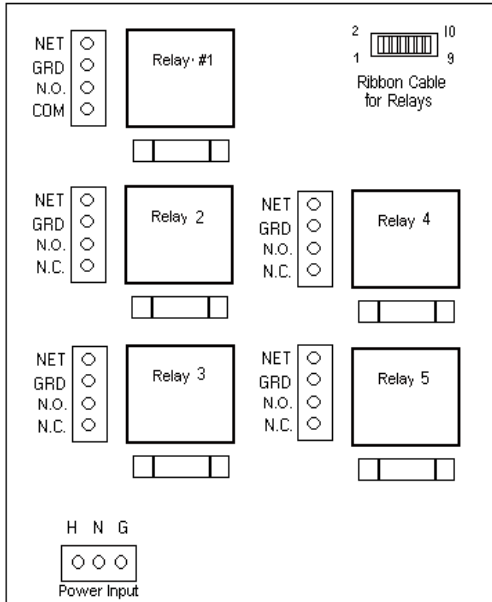 NET
GRD
N.O.
COM
Relay #1
2 10
1 9
Ribbon Cable
for Relays
NET
GRD
N.O.
N.C.
Relay 2
NET
GRD
N.O.
N.C.
Relay 4
NET
GRD
N.O.
N.C.
Relay 3
NET
GRD
N.O.
N.C.
Relay 5
H N G
Power Input